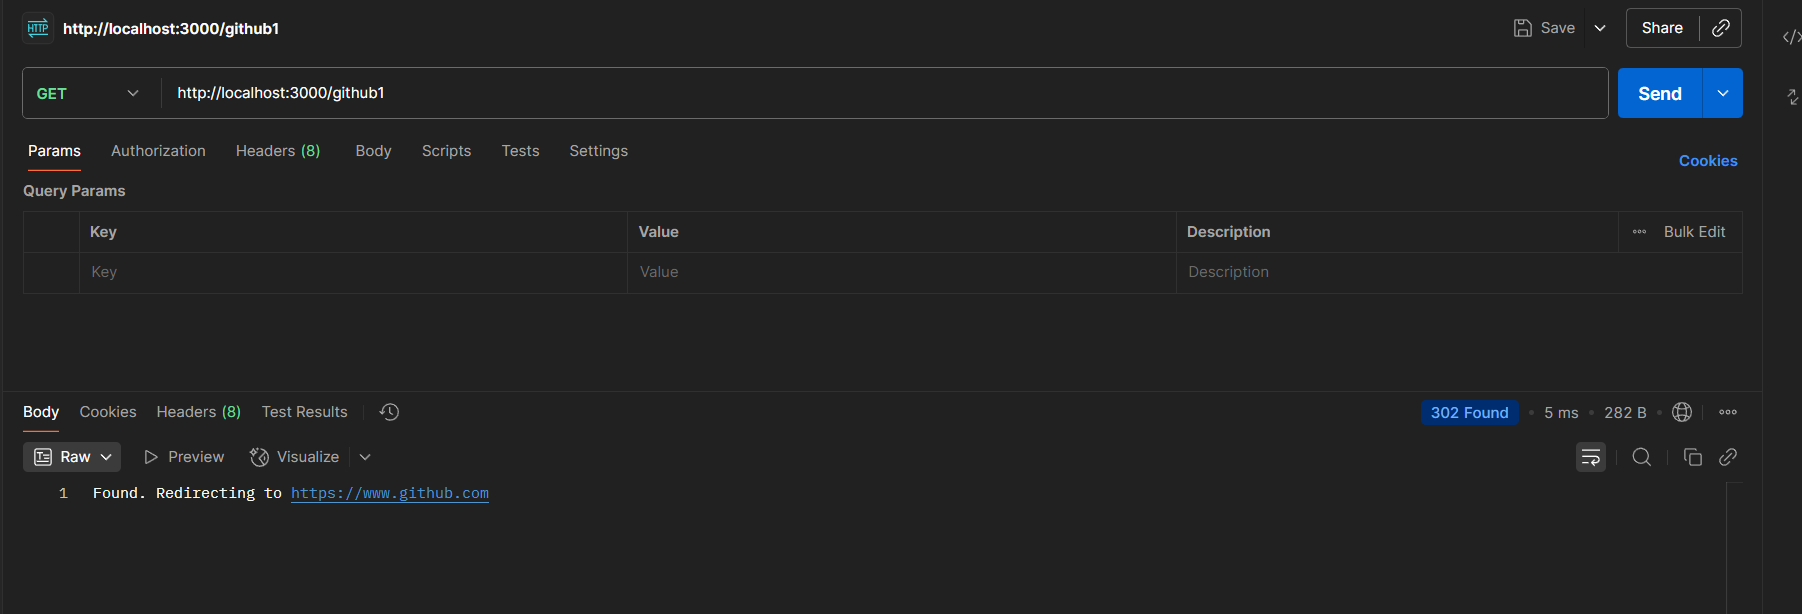 HTTP http://localhost:3000/github1 Save Share
GET http://localhost:3000/github1 Send
Params Authorization Headers (8) Body Scripts Tests Settings Cookies
Query Params
Key Value Description Bulk Edit
Key Value Description
Body Cookies Headers (8) Test Results 302 Found • 5 ms • 282 B •
Raw Preview Visualize
1 Found. Redirecting to https://www.github.com